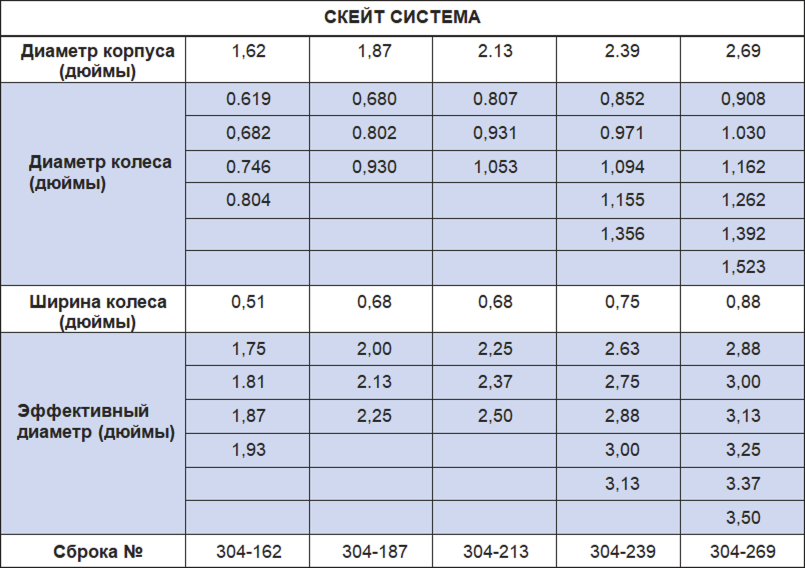 СКЕЙТ СИСТЕМА
Диаметр корпуса (дюймы) 1,62 1,87 2.13 2.39 2,69
Диаметр колеса (дюймы) 0.619 0,680 0.807 0,852 0,908
0,682 0.802 0,931 0.971 1.030
0.746 0,930 1,053 1,094 1,162
0.804 1,155 1,262
1,356 1,392
1,523
Ширина колеса (дюймы) 0,51 0,68 0,68 0,75 0,88
Эффективный диаметр (дюймы) 1,75 2,00 2,25 2.63 2,88
1.81 2.13 2,37 2,75 3,00
1,87 2,25 2,50 2,88 3,13
1,93 3,00 3,25
3,13 3.37
3,50
Сброка № 304-162 304-187 304-213 304-239 304-269